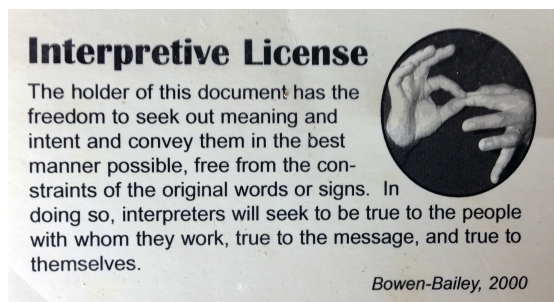 Interpretive License
The holder of this document has the
freedom to seek out meaning and
intent and convey them in the best
manner possible, free from the con-
straints of the original words or signs. In
doing so, interpreters will seek to be true to the people
with whom they work, true to the message, and true to
themselves.
Bowen-Bailey, 2000